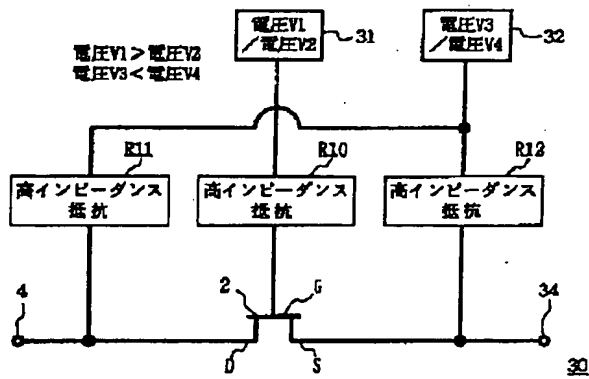 電圧V1
/電圧V2
31
電圧V3
/電圧V4
32
電圧V1>電圧V2
電圧V3<電圧V4
R11
R10
R12
高インピーダンス
抵抗
高インピーダンス
抵抗
高インピーダンス
抵抗
4
2
G
34
D
S
30